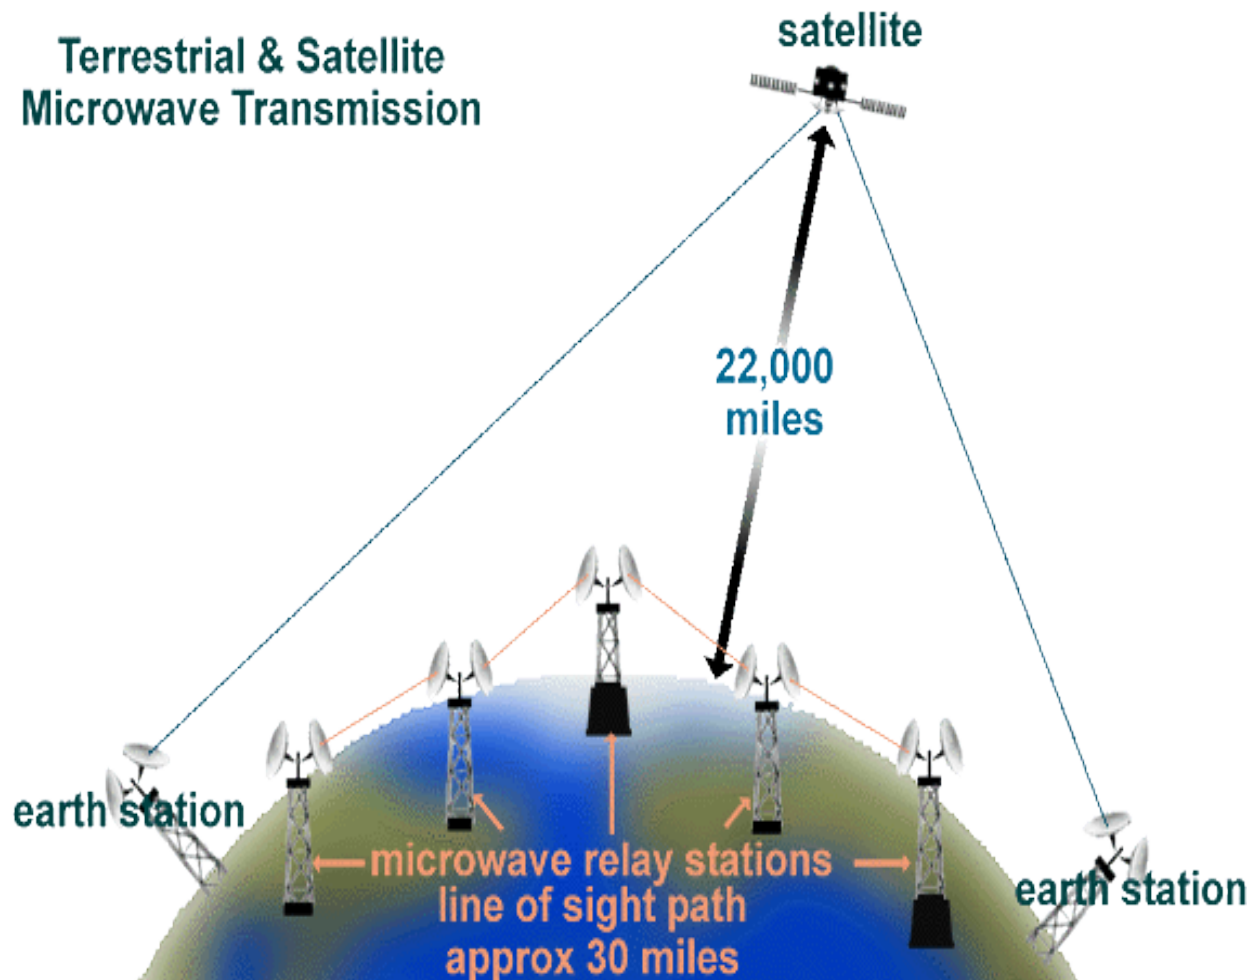 Terrestrial & Satellite
Microwave Transmission
satellite
22,000
miles
earth station
microwave relay stations
line of sight path
approx 30 miles
earth station